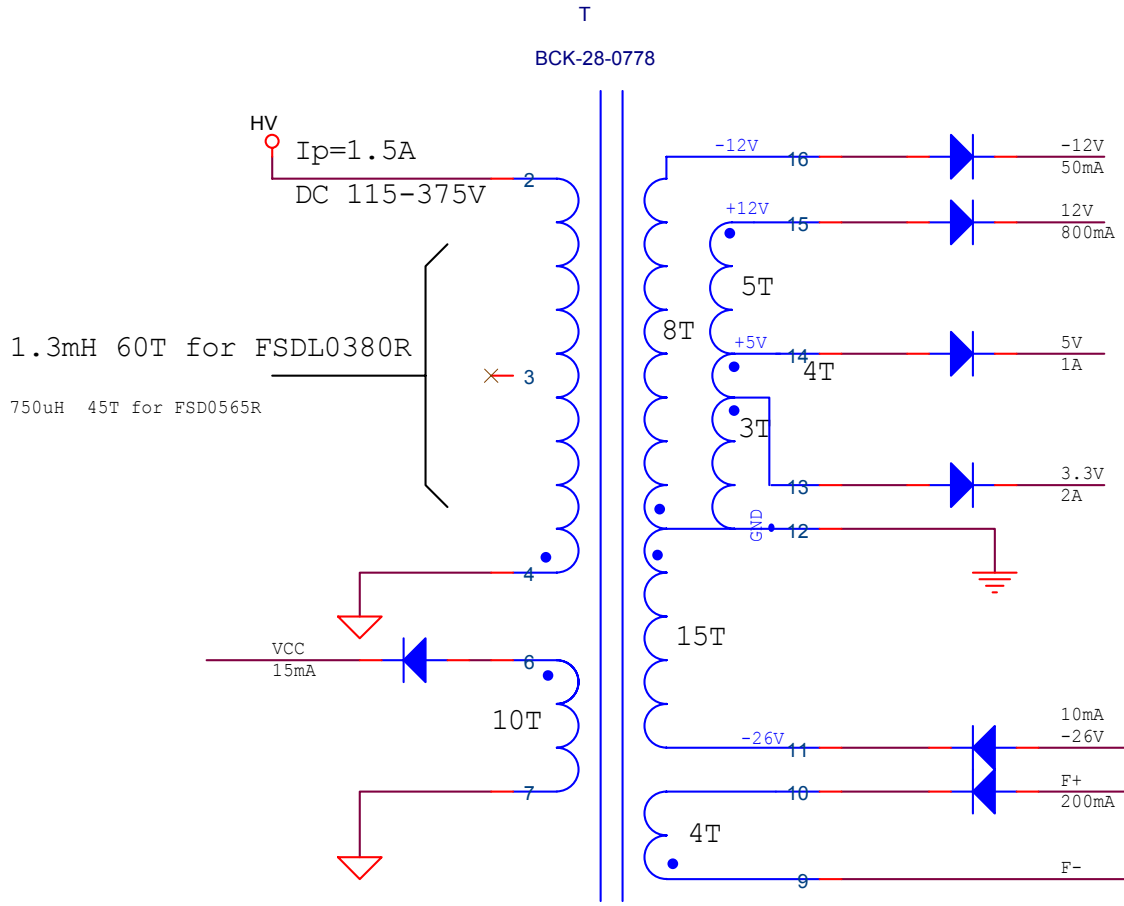 T
BCK-28-0778
HV
Ip=1.5A
DC 115-375V
2
-12V
16
-12V
50mA
+12V
15
12V
800mA
5T
8T
1.3mH 60T for FSDL0380R
+5V
14
4T
5V
1A
3
750uH 45T for FSD0565R
3T
13
3.3V
2A
GND
12
4
15T
VCC
15mA
6
10T
-26V
11
10mA
-26V
7
10
F+
200mA
4T
9
F-